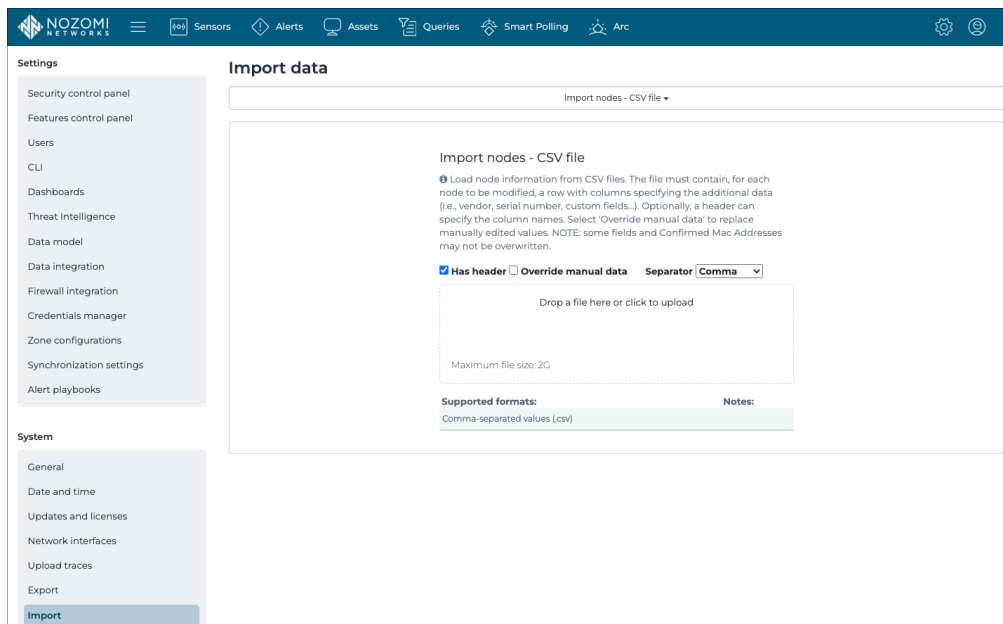 NOZOMI
NETWORKS
Sensors
Alerts
Assets
Queries
Smart Polling
Arc
Settings
Security control panel
Features control panel
Users
CLI
Dashboards
Threat Intelligence
Data model
Data integration
Firewall integration
Credentials manager
Zone configurations
Synchronization settings
Alert playbooks
System
General
Date and time
Updates and licenses
Network interfaces
Upload traces
Export
Import
Import data
Import nodes - CSV file
Import nodes - CSV file
Load node information from CSV files. The file must contain, for each
node to be modified, a row with columns specifying the additional data
(i.e., vendor, serial number, custom fields...). Optionally, a header can
specify the column names. Select 'Override manual data' to replace
manually edited values. NOTE: some fields and Confirmed Mac Addresses
may not be overwritten.
Has header Override manual data Separator Comma
Drop a file here or click to upload
Maximum file size: 2G
Supported formats: Notes:
Comma-separated values (.csv)